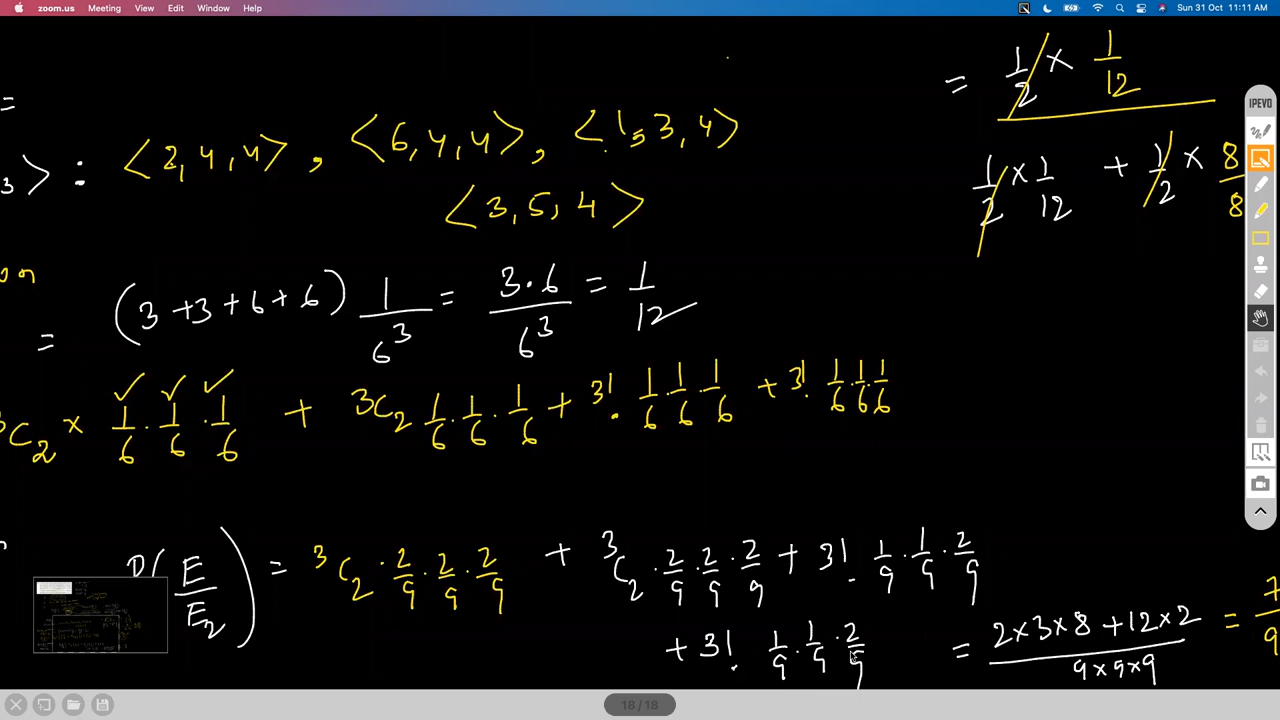 zoom.us Meeting View Edit Window Help Sun 31 Oct 11:11 AM
=
₃ > : <2,4,4>, <6,4,4>, <1,3,4>
<3,5,4>
on
= (3+3+6+6) 1/6³ = 3·6/6³ = 1/12
³C₂ × 1/6·1/6·1/6 + ³C₂ 1/6·1/6·1/6 + 3!·1/6·1/6·1/6 + 3!·1/6·1/6·1/6
P(E/E₂) = ³C₂·2/9·2/9·2/9 + ³C₂·2/9·2/9·2/9 + 3!·1/9·1/9·2/9
+ 3!·1/9·1/9·2/9 = 2×3×8+12×2/9×9×9 = 7/9
= 1/2 × 1/12
1/2 × 1/12 + 1/2 × 8/8
IPEVO
18 / 18